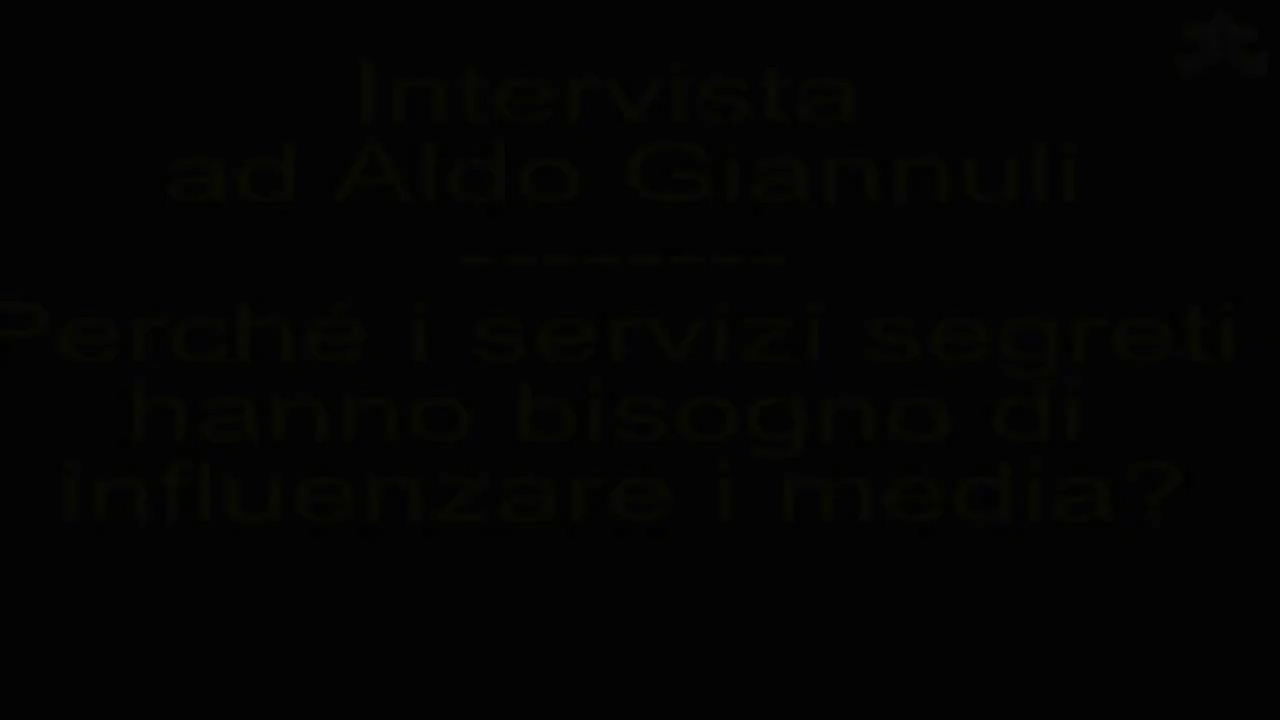 Intervista
ad Aldo Giannuli
--------
Perché i servizi segreti
hanno bisogno di
influenzare i media?